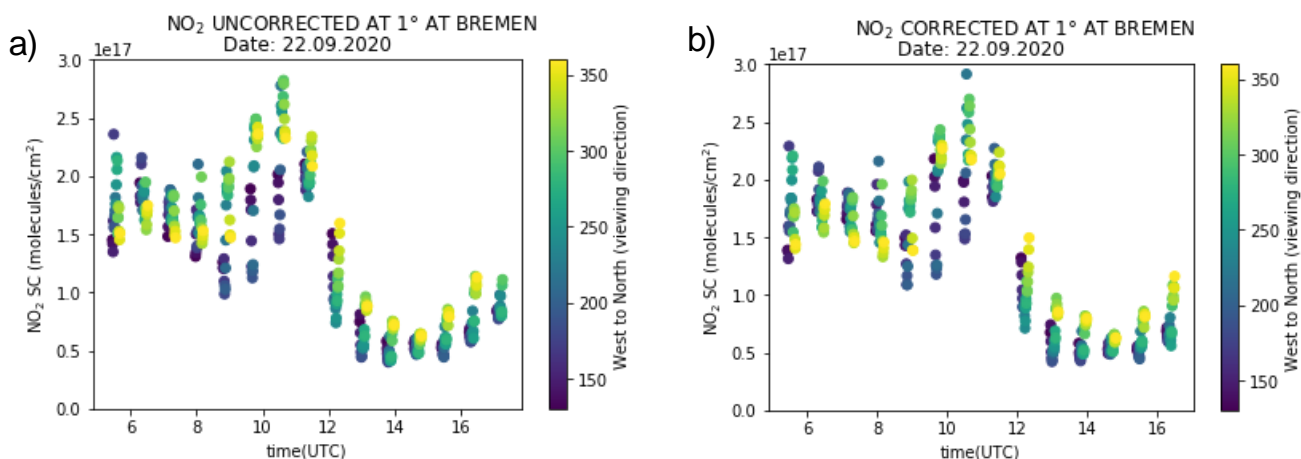 a)
NO₂ UNCORRECTED AT 1° AT BREMEN
Date: 22.09.2020
1e17
3.0
2.5
2.0
1.5
1.0
0.5
0.0
NO₂ SC (molecules/cm²)
6 8 10 12 14 16
time(UTC)
350
300
250
200
150
West to North (viewing direction)
b)
NO₂ CORRECTED AT 1° AT BREMEN
Date: 22.09.2020
1e17
3.0
2.5
2.0
1.5
1.0
0.5
0.0
NO₂ SC (molecules/cm²)
6 8 10 12 14 16
time(UTC)
350
300
250
200
150
West to North (viewing direction)